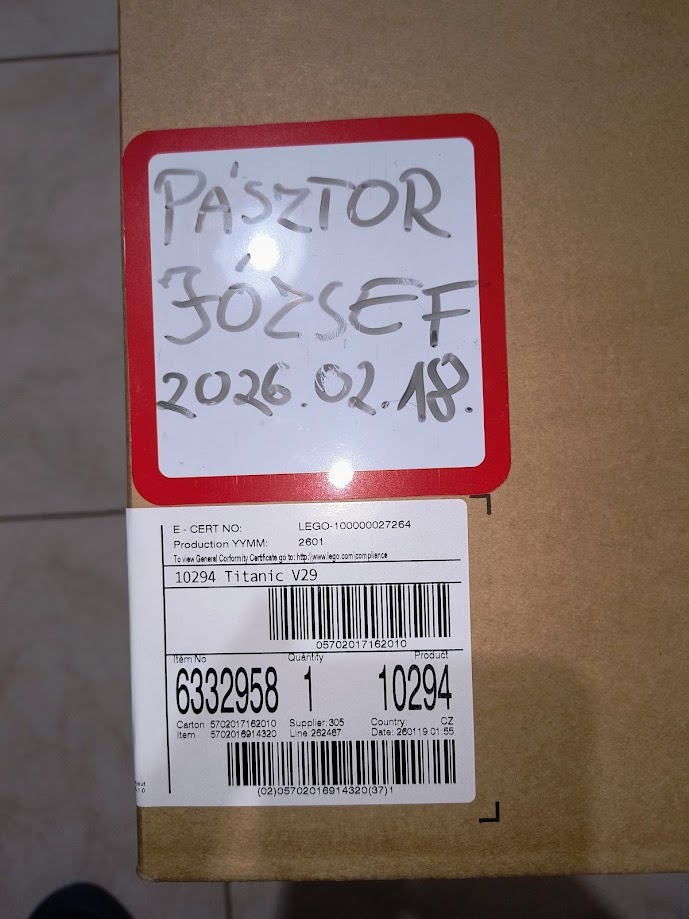 PÁSZTOR
JÓZSEF
2026.02.18.
E - CERT NO: LEGO-100000027264
Production YYMM: 2601
To view General Conformity Certificate go to: http://www.lego.com/compliance
10294 Titanic V29
05702017162010
Item No Quantity Product
6332958 1 10294
Carton 5702017162010 Supplier: 305 Country: CZ
Item 5702016914320 Line: 262467 Date: 260119 01:55
(02)05702016914320(37)1